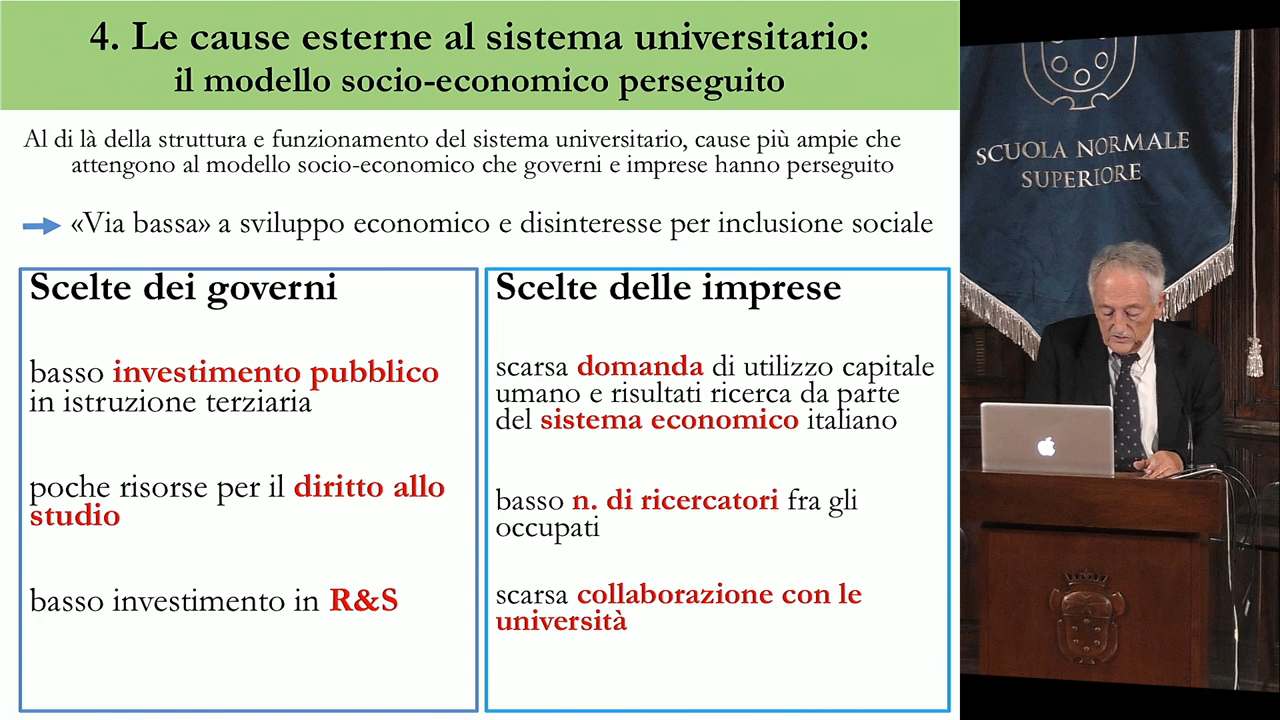 4. Le cause esterne al sistema universitario:
il modello socio-economico perseguito
Al di là della struttura e funzionamento del sistema universitario, cause più ampie che
attengono al modello socio-economico che governi e imprese hanno perseguito
«Via bassa» a sviluppo economico e disinteresse per inclusione sociale
Scelte dei governi
basso investimento pubblico
in istruzione terziaria
poche risorse per il diritto allo
studio
basso investimento in R&S
Scelte delle imprese
scarsa domanda di utilizzo capitale
umano e risultati ricerca da parte
del sistema economico italiano
basso n. di ricercatori fra gli
occupati
scarsa collaborazione con le
università
SCUOLA NORMALE
SUPERIORE